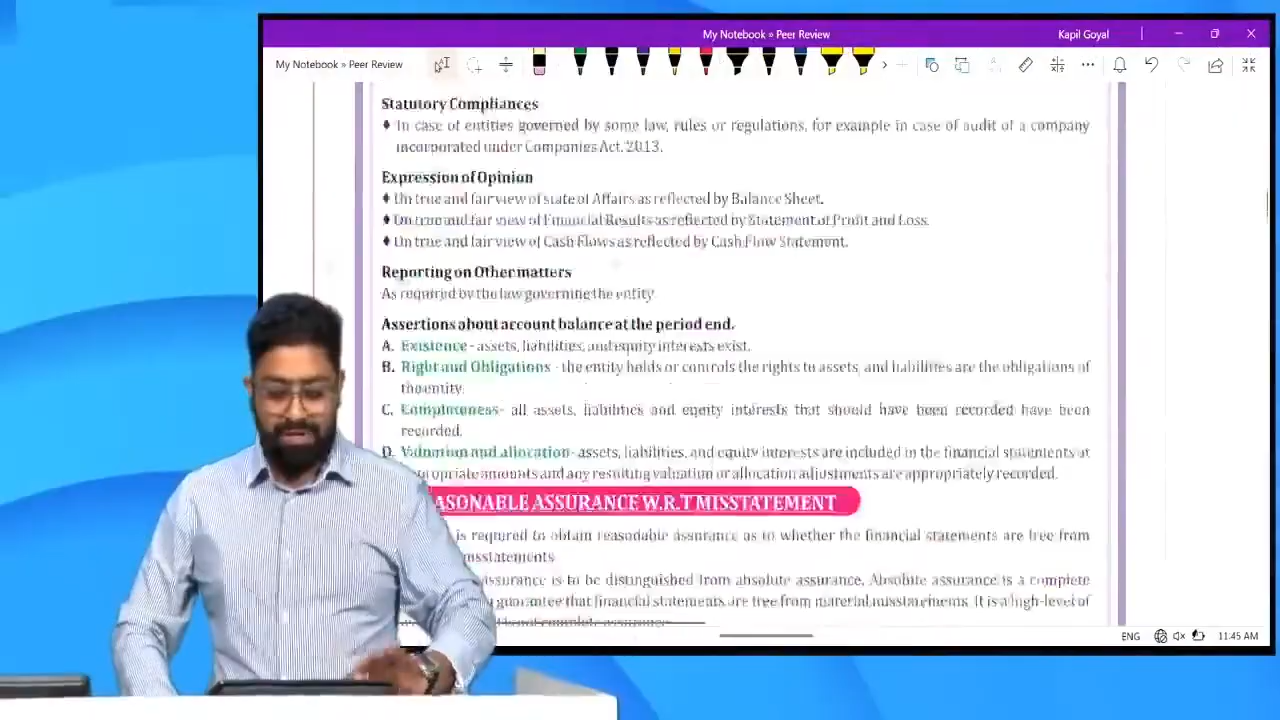 My Notebook » Peer Review
Kapil Goyal
My Notebook » Peer Review
Statutory Compliances
♦ In case of entities governed by some law, rules or regulations, for example in case of audit of a company
incorporated under Companies Act, 2013.
Expression of Opinion
♦ On true and fair view of state of Affairs as reflected by Balance Sheet.
♦ On true and fair view of Financial Results as reflected by Statement of Profit and Loss.
♦ On true and fair view of Cash Flows as reflected by Cash Flow Statement.
Reporting on Other matters
As required by the law governing the entity
Assertions about account balance at the period end.
A. Existence - assets, liabilities, and equity interests exist.
B. Right and Obligations - the entity holds or controls the rights to assets, and liabilities are the obligations of
the entity.
C. Completeness- all assets, liabilities and equity interests that should have been recorded have been
recorded.
D. Valuation and allocation- assets, liabilities, and equity interests are included in the financial statements at
opriate amounts and any resulting valuation or allocation adjustments are appropriately recorded.
ASONABLE ASSURANCE W.R.T MISSTATEMENT
is required to obtain reasonable assurance as to whether the financial statements are free from
misstatements
assurance is to be distinguished from absolute assurance. Absolute assurance is a complete
guarantee that financial statements are free from material misstatements. It is a high-level of
complete assurance
ENG
11:45 AM